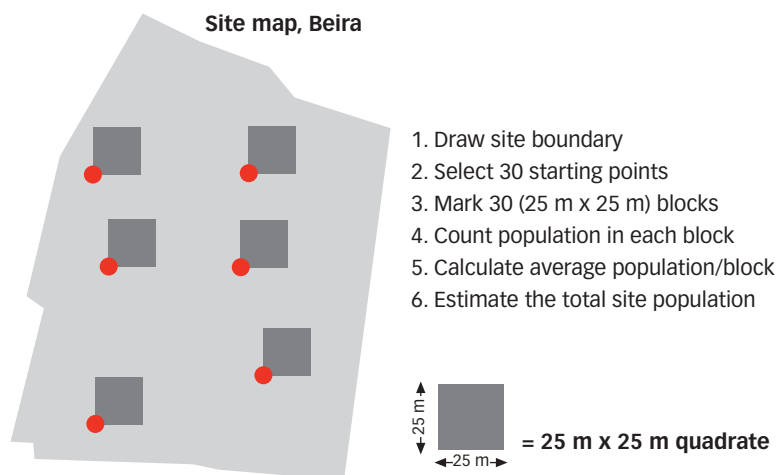 Site map, Beira
1. Draw site boundary
2. Select 30 starting points
3. Mark 30 (25 m x 25 m) blocks
4. Count population in each block
5. Calculate average population/block
6. Estimate the total site population
25 m
25 m
= 25 m x 25 m quadrate